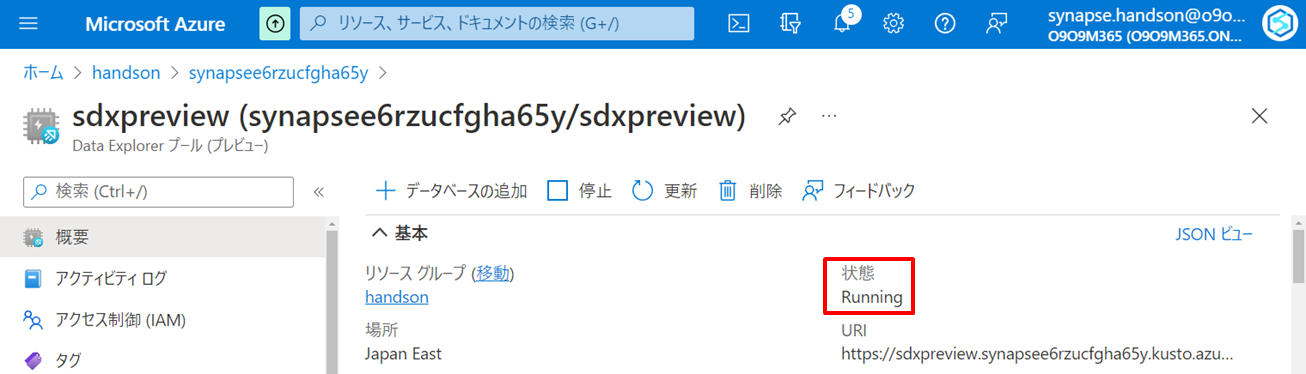 Microsoft Azure
リソース、サービス、ドキュメントの検索 (G+/)
5
synapse.handson@o9o...
O9O9M365 (O9O9M365.ON...
ホーム > handson > synapsee6rzucfgha65y >
sdxpreview (synapsee6rzucfgha65y/sdxpreview)
Data Explorer プール (プレビュー)
検索 (Ctrl+/)
概要
アクティビティ ログ
アクセス制御 (IAM)
タグ
データベースの追加 停止 更新 削除 フィードバック
基本
JSON ビュー
リソース グループ (移動)
handson
場所
Japan East
状態
Running
URI
https://sdxpreview.synapsee6rzucfgha65y.kusto.azu...